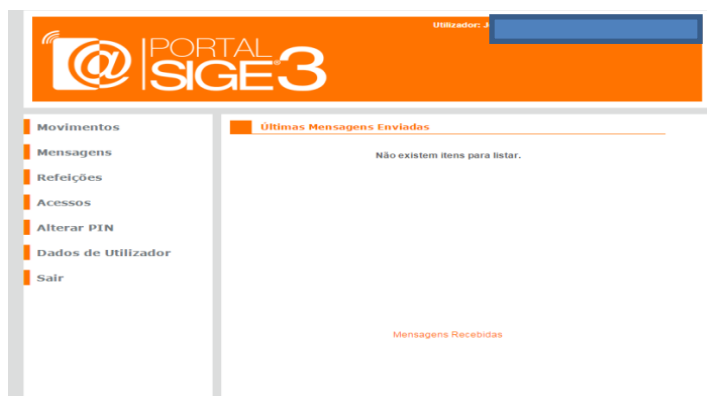 Utilizador: J
@ PORTAL
SIGE3
Movimentos
Mensagens
Refeições
Acessos
Alterar PIN
Dados de Utilizador
Sair
Últimas Mensagens Enviadas
Não existem itens para listar.
Mensagens Recebidas